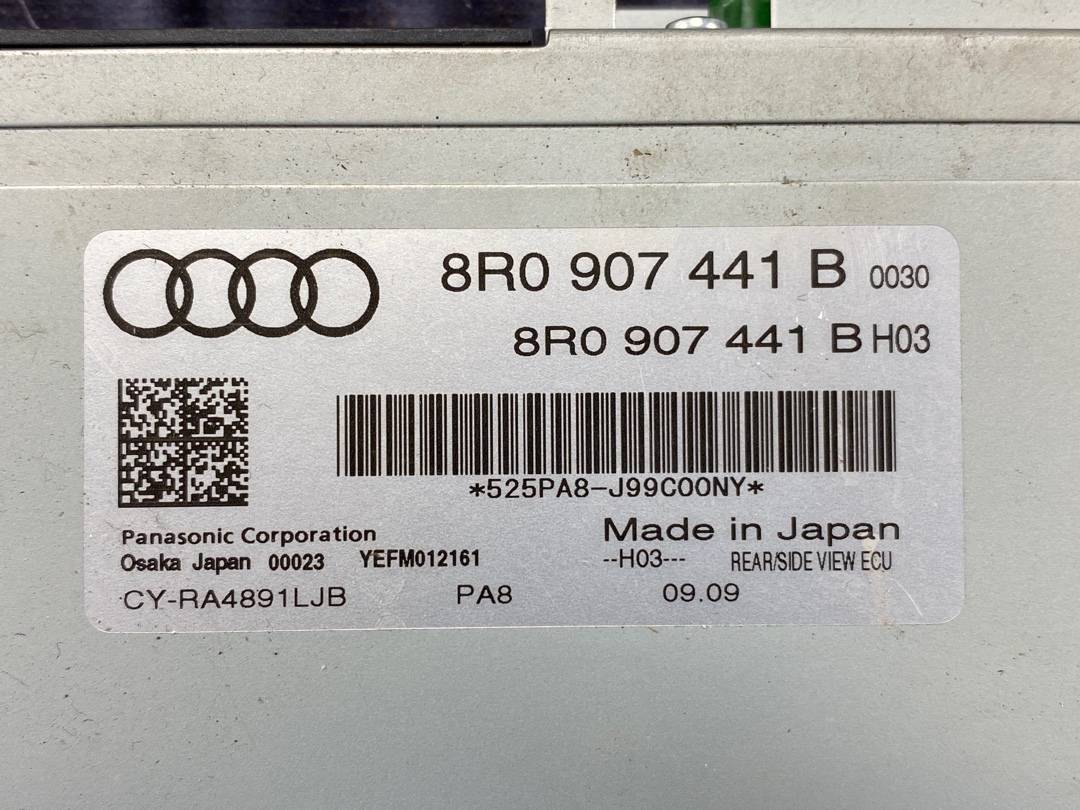 8R0 907 441 B 0030
8R0 907 441 B H03
*525PA8-J99C00NY*
Panasonic Corporation
Made in Japan
Osaka Japan 00023 YEFM012161
--H03--- REAR/SIDE VIEW ECU
CY-RA4891LJB PA8 09.09